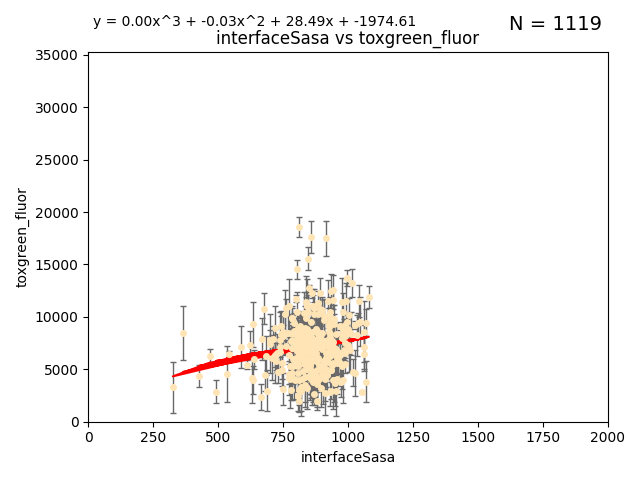 y = 0.00x^3 + -0.03x^2 + 28.49x + -1974.61
N = 1119
interfaceSasa vs toxgreen_fluor
35000
30000
25000
20000
15000
10000
5000
0
toxgreen_fluor
0 250 500 750 1000 1250 1500 1750 2000
interfaceSasa